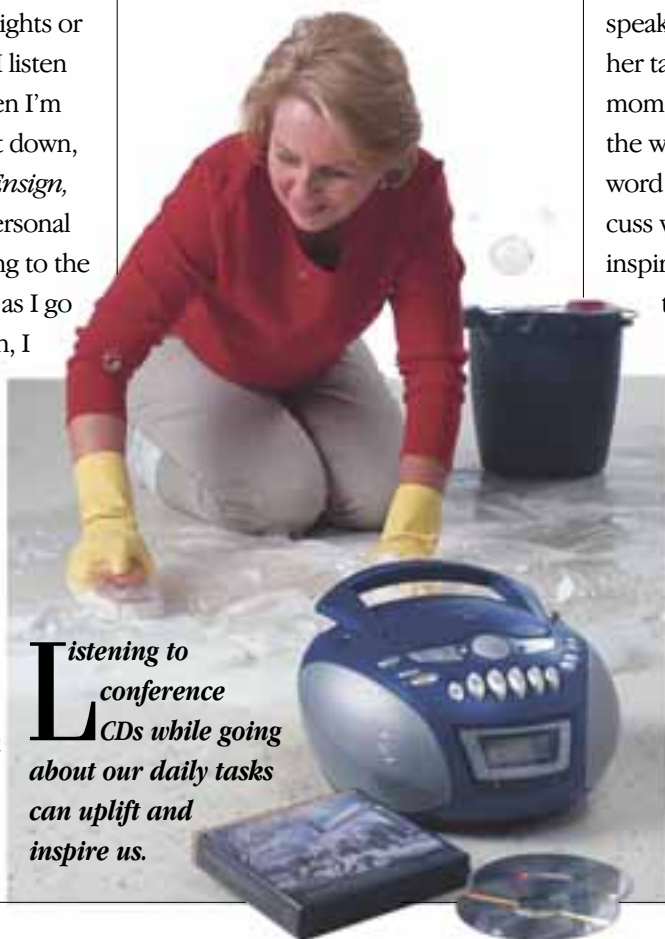 ights or
I listen
en I'm
t down,
Ensign,
ersonal
ng to the
as I go
n, I
speak
her ta
mom
the w
word
cuss v
inspir
t
Listening to
conference
CDs while going
about our daily tasks
can uplift and
inspire us.